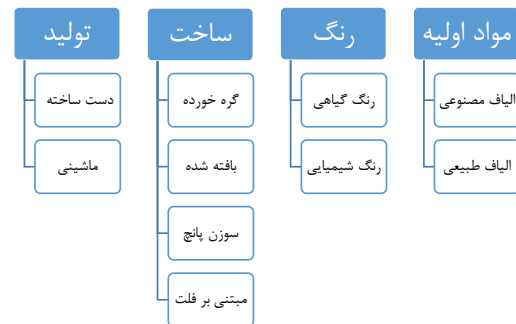 مواد اولیه
الیاف مصنوعی
الیاف طبیعی
رنگ
رنگ گیاهی
رنگ شیمیایی
ساخت
گره خورده
بافته شده
سوزن پانچ
مبتنی بر فلت
تولید
دست ساخته
ماشینی